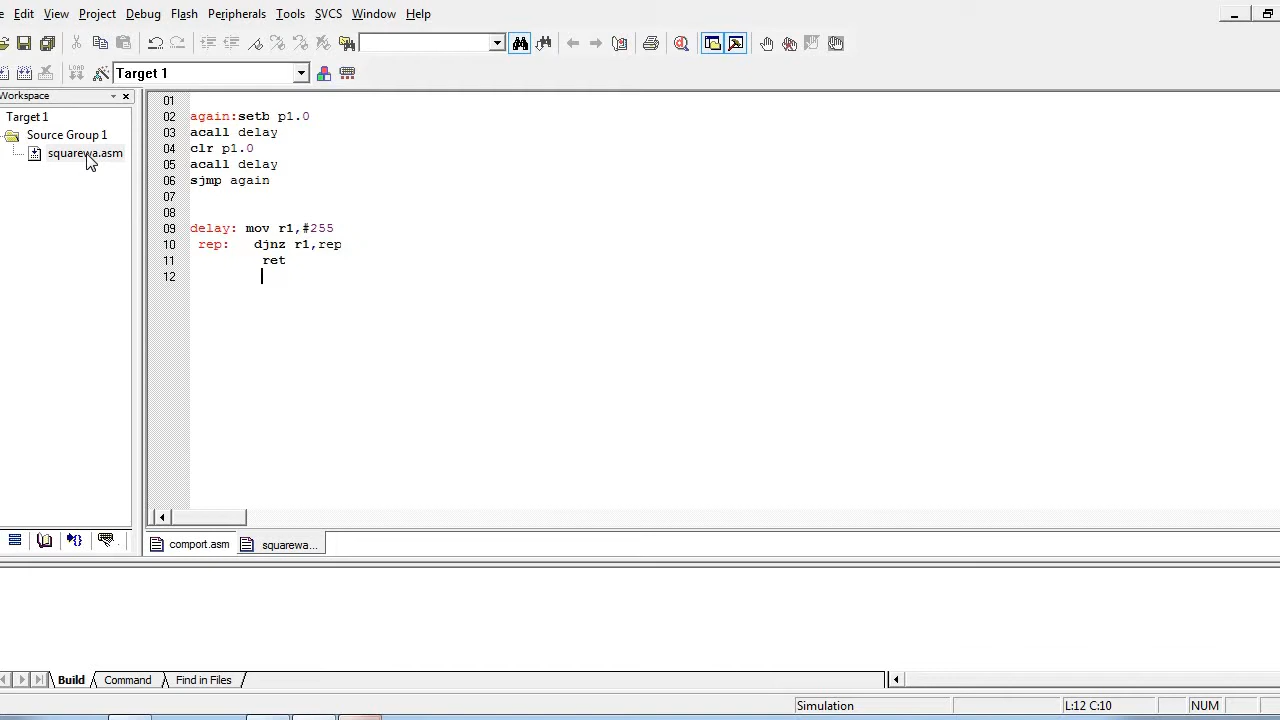 Edit View Project Debug Flash Peripherals Tools SVCS Window Help
LOAD Target 1
Workspace
Target 1
Source Group 1
squarewa.asm
01
02 again:setb p1.0
03 acall delay
04 clr p1.0
05 acall delay
06 sjmp again
07
08
09 delay: mov r1,#255
10 rep: djnz r1,rep
11 ret
12
comport.asm squarewa...
Build Command Find in Files
Simulation L:12 C:10 NUM